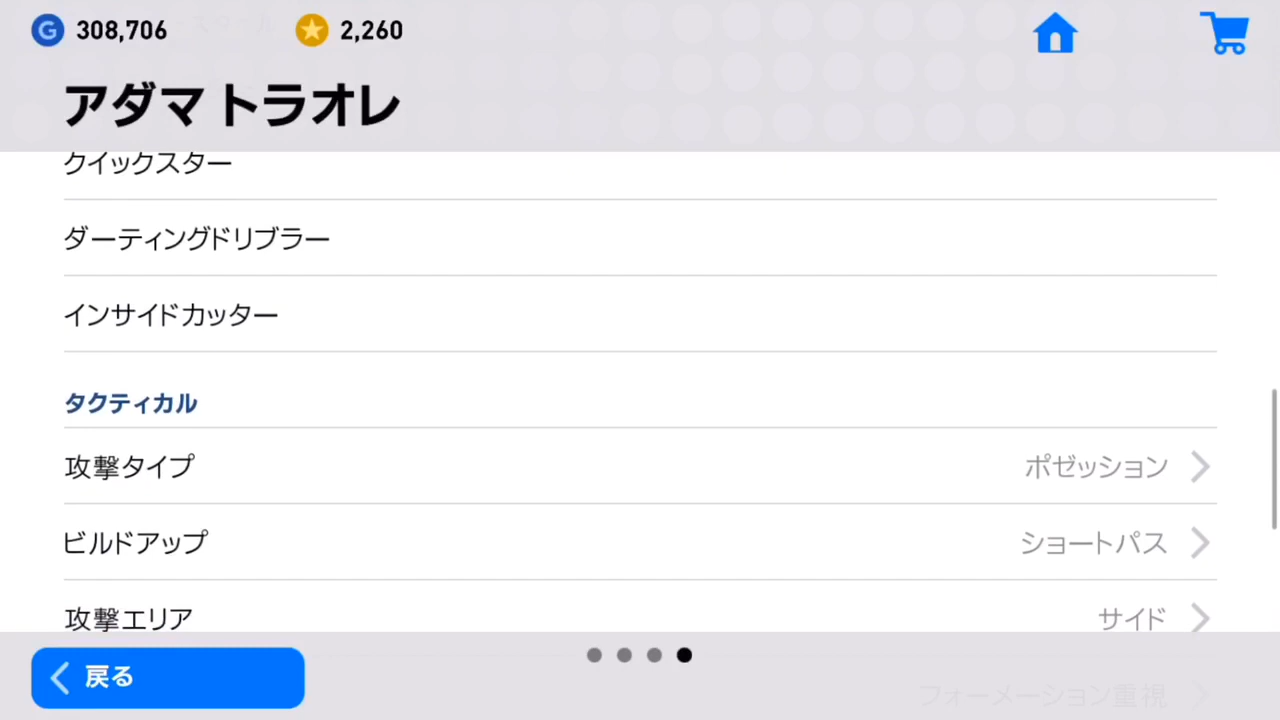 G 308,706 2,260
アダマ トラオレ
クイックスター
ダーティングドリブラー
インサイドカッター
タクティカル
攻撃タイプ ポゼッション
ビルドアップ ショートパス
攻撃エリア サイド
戻る
フォーメーション重視